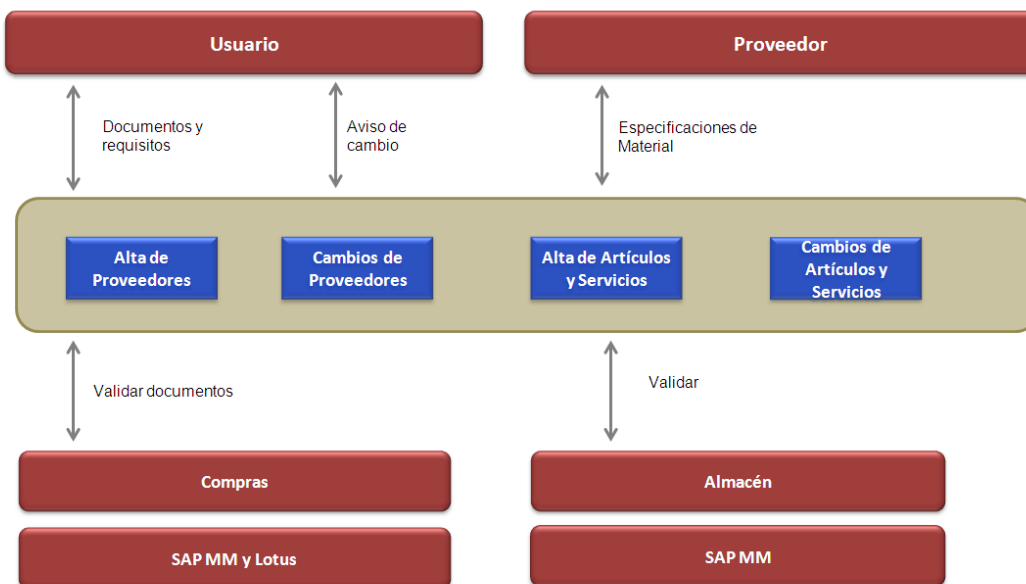 Usuario
Proveedor
Documentos y
requisitos
Aviso de
cambio
Especificaciones de
Material
Alta de
Proveedores
Cambios de
Proveedores
Alta de Artículos
y Servicios
Cambios de
Artículos y
Servicios
Validar documentos
Validar
Compras
Almacén
SAP MM y Lotus
SAP MM